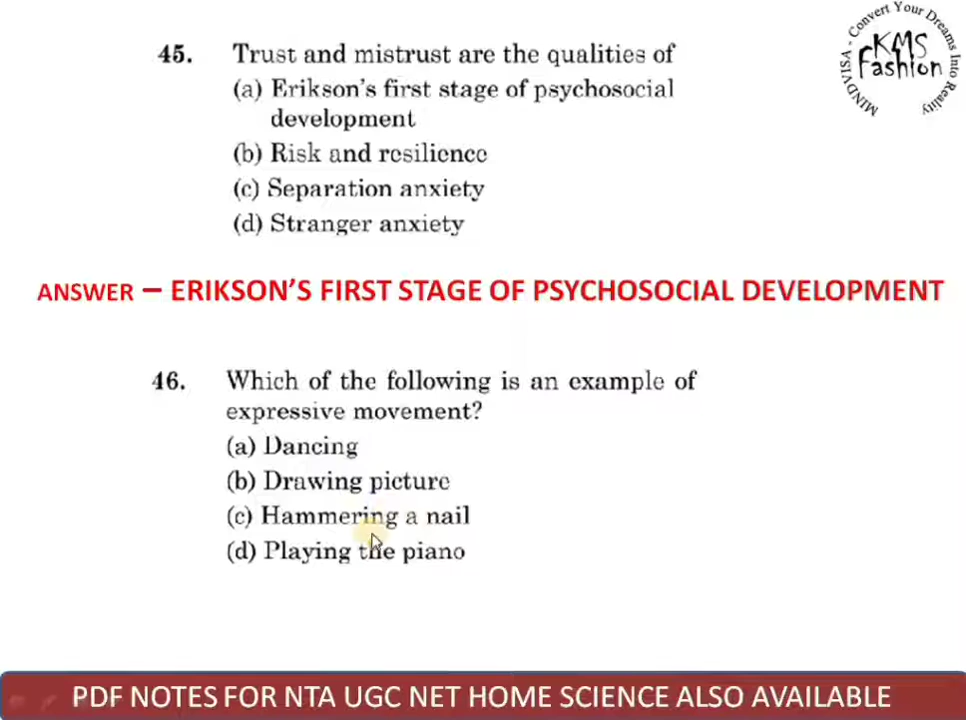 MINDVISA - Convert Your Dreams Into Reality
KMS
Fashion
45. Trust and mistrust are the qualities of
(a) Erikson's first stage of psychosocial
development
(b) Risk and resilience
(c) Separation anxiety
(d) Stranger anxiety
ANSWER – ERIKSON'S FIRST STAGE OF PSYCHOSOCIAL DEVELOPMENT
46. Which of the following is an example of
expressive movement?
(a) Dancing
(b) Drawing picture
(c) Hammering a nail
(d) Playing the piano
PDF NOTES FOR NTA UGC NET HOME SCIENCE ALSO AVAILABLE